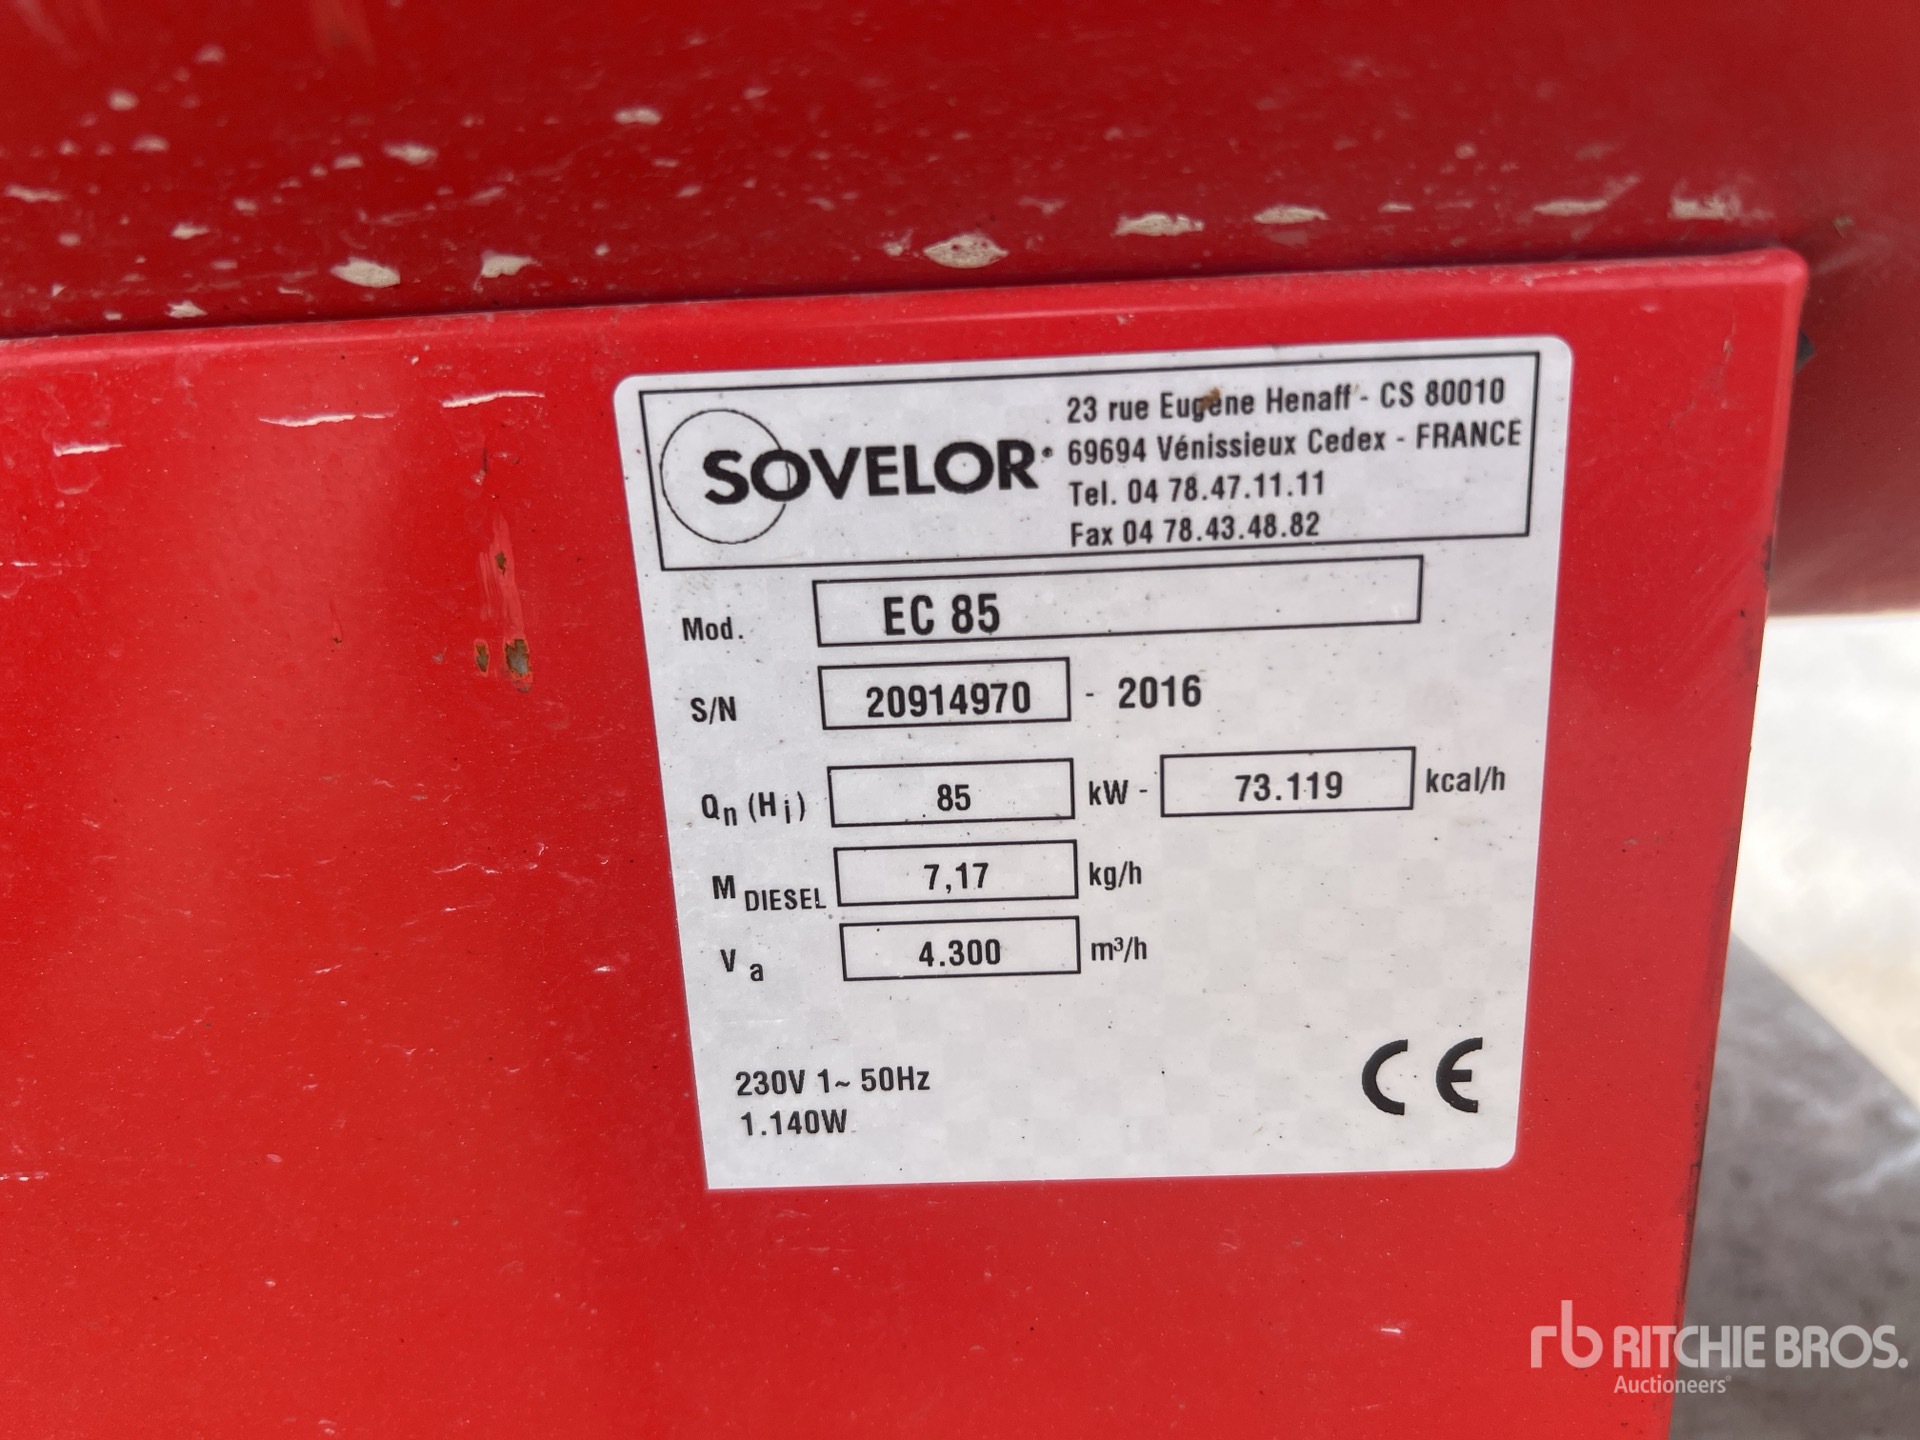 SOVELOR®
23 rue Eugène Henaff - CS 80010
69694 Vénissieux Cedex - FRANCE
Tel. 04 78.47.11.11
Fax 04 78.43.48.82
Mod. EC 85
S/N 20914970 - 2016
Qn (Hi) 85 kW - 73.119 kcal/h
M DIESEL 7,17 kg/h
V a 4.300 m³/h
230V 1~ 50Hz
1.140W
CE
rb RITCHIE BROS.
Auctioneers®